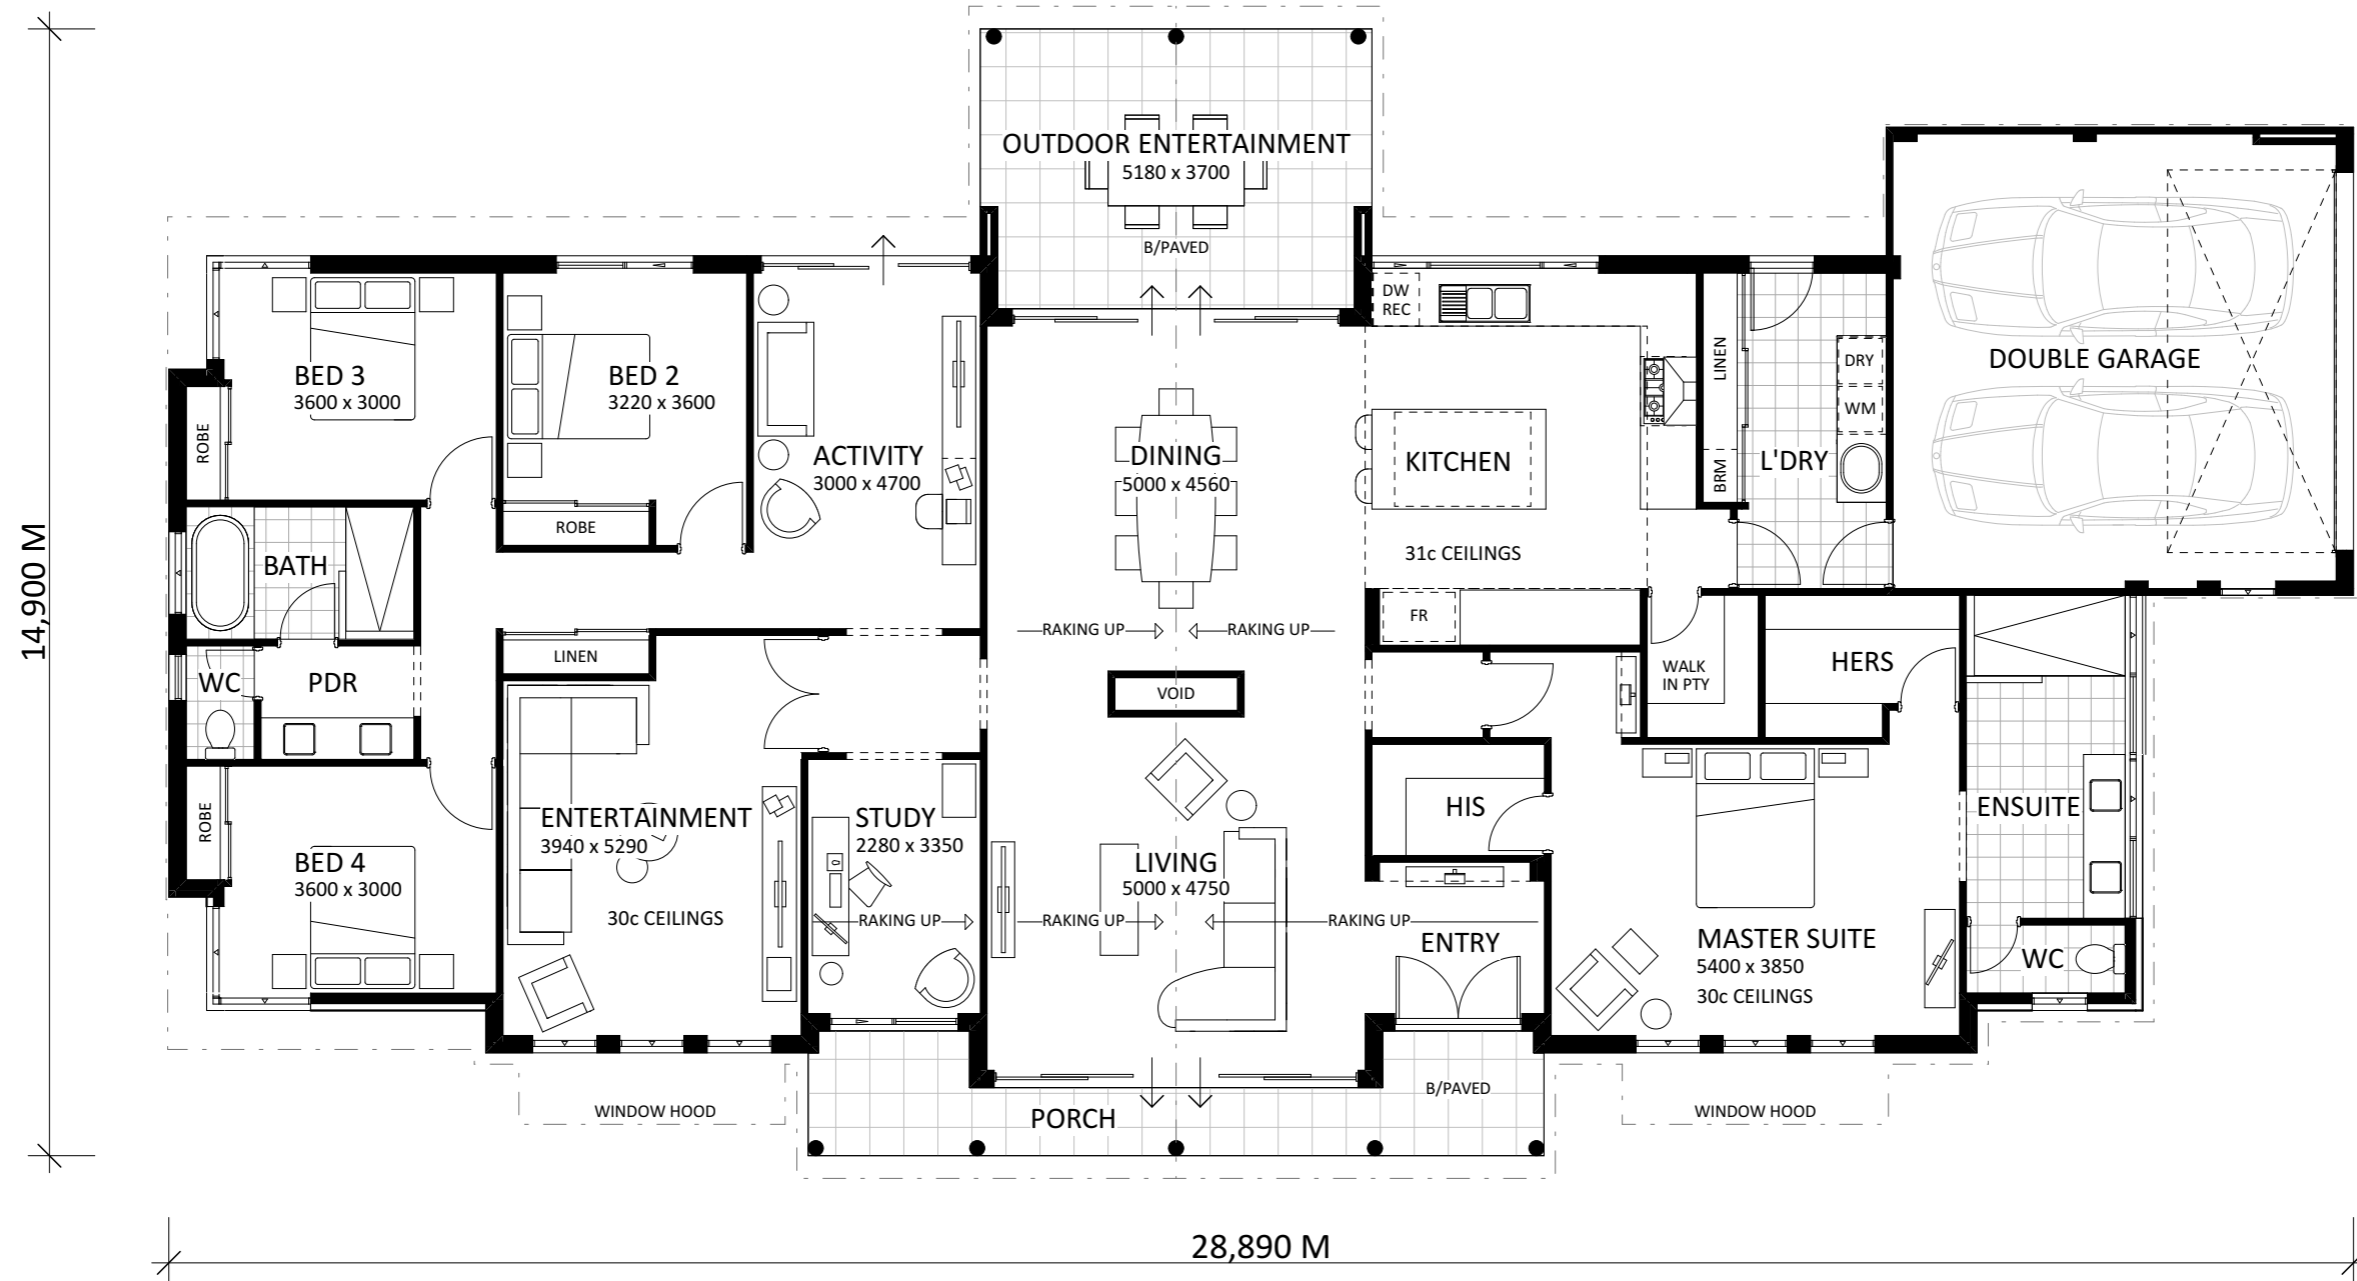 OUTDOOR ENTERTAINMENT
5180 x 3700
B/PAVED
BED 3
3600 x 3000
ROBE
BED 2
3220 x 3600
ROBE
ACTIVITY
3000 x 4700
DINING
5000 x 4560
DW
REC
KITCHEN
31c CEILINGS
FR
LINEN
BRM
L'DRY
DRY
WM
DOUBLE GARAGE
14,900 M
BATH
WC
PDR
LINEN
RAKING UP
RAKING UP
VOID
WALK
IN PTY
HERS
ROBE
BED 4
3600 x 3000
ENTERTAINMENT
3940 x 5290
30c CEILINGS
STUDY
2280 x 3350
RAKING UP
LIVING
5000 x 4750
RAKING UP
RAKING UP
HIS
ENTRY
MASTER SUITE
5400 x 3850
30c CEILINGS
ENSUITE
WC
WINDOW HOOD
PORCH
B/PAVED
WINDOW HOOD
28,890 M